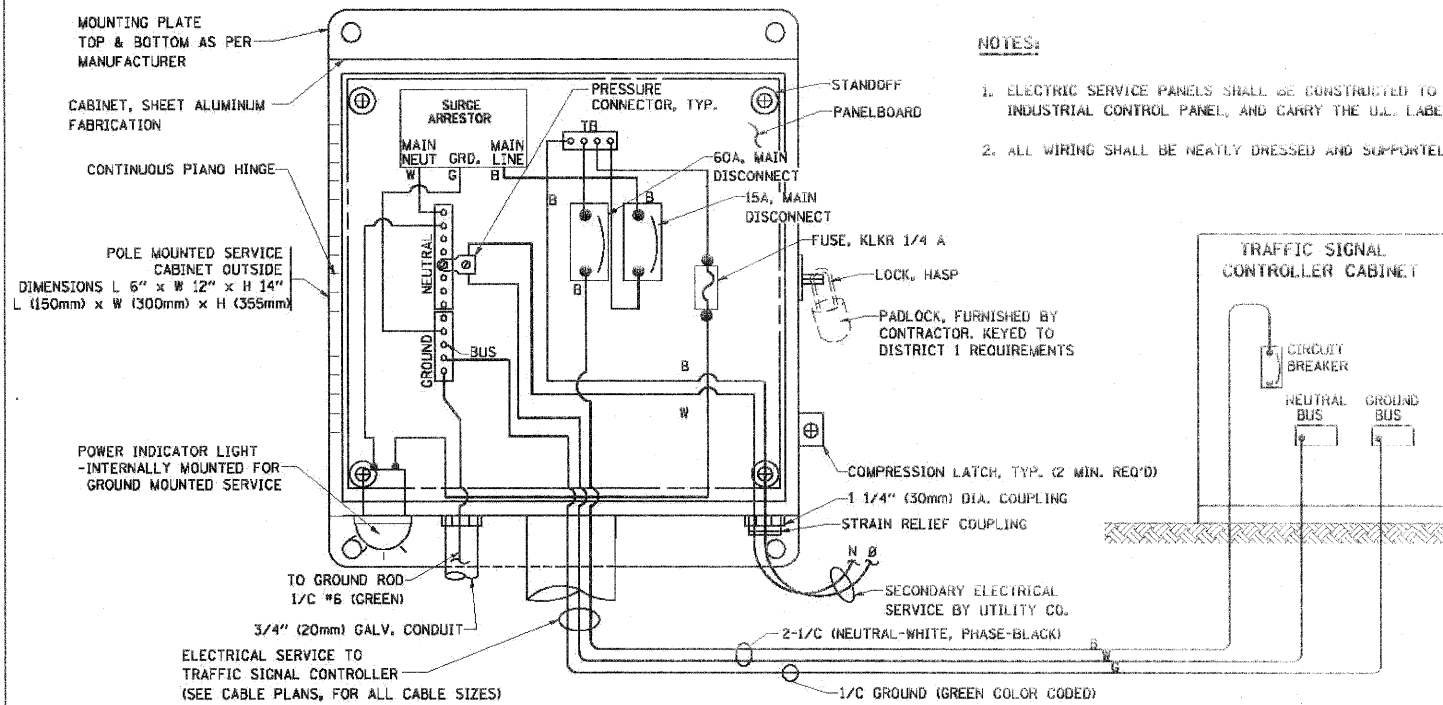 MOUNTING PLATE
TOP & BOTTOM AS PER
MANUFACTURER
CABINET, SHEET ALUMINUM
FABRICATION
CONTINUOUS PIANO HINGE
POLE MOUNTED SERVICE
CABINET OUTSIDE
DIMENSIONS L 6" x W 12" x H 14"
L (150mm) x W (300mm) x H (355mm)
POWER INDICATOR LIGHT
-INTERNALLY MOUNTED FOR
GROUND MOUNTED SERVICE
SURGE
ARRESTOR
MAIN
NEUT
GRD.
MAIN
LINE
W
G
B
PRESSURE
CONNECTOR, TYP.
TB
60A, MAIN
DISCONNECT
15A, MAIN
DISCONNECT
B
B
B
NEUTRAL
GROUND
BUS
B
W
STANDOFF
PANELBOARD
FUSE, KLKR 1/4 A
LOCK, HASP
PADLOCK, FURNISHED BY
CONTRACTOR. KEYED TO
DISTRICT 1 REQUIREMENTS
COMPRESSION LATCH, TYP. (2 MIN. REQ'D)
1 1/4" (30mm) DIA. COUPLING
STRAIN RELIEF COUPLING
N Ø
SECONDARY ELECTRICAL
SERVICE BY UTILITY CO.
TO GROUND ROD
1/C #6 (GREEN)
3/4" (20mm) GALV. CONDUIT
ELECTRICAL SERVICE TO
TRAFFIC SIGNAL CONTROLLER
(SEE CABLE PLANS, FOR ALL CABLE SIZES)
2-1/C (NEUTRAL-WHITE, PHASE-BLACK)
1/C GROUND (GREEN COLOR CODED)
B
W
G
NOTES:
1. ELECTRIC SERVICE PANELS SHALL BE CONSTRUCTED TO
INDUSTRIAL CONTROL PANEL, AND CARRY THE U.L. LABE
2. ALL WIRING SHALL BE NEATLY DRESSED AND SUPPORTE
TRAFFIC SIGNAL
CONTROLLER CABINET
CIRCUIT
BREAKER
NEUTRAL
BUS
GROUND
BUS